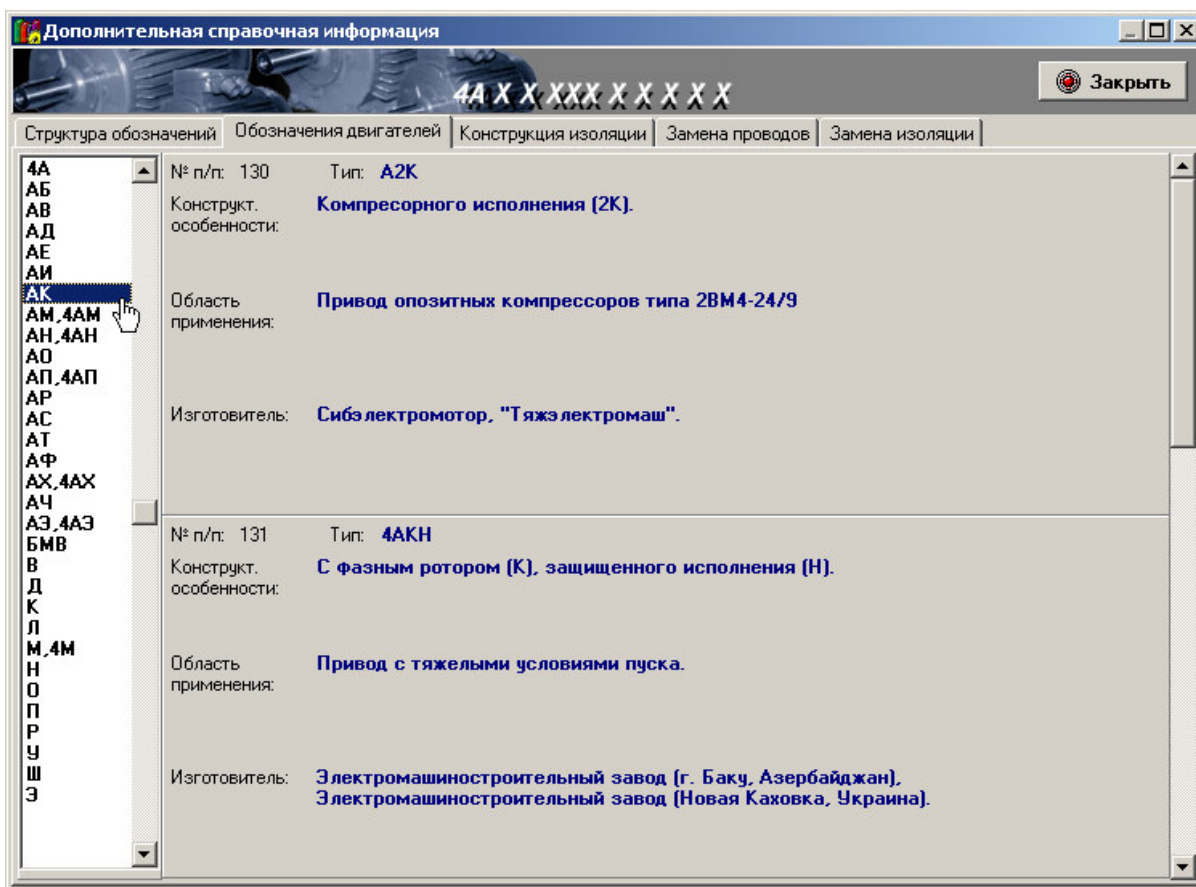 Дополнительная справочная информация
4А Х Х ХХХ Х Х Х Х Х
Закрыть
Структура обозначений
Обозначения двигателей
Конструкция изоляции
Замена проводов
Замена изоляции
4А
АБ
АВ
АД
АЕ
АИ
АК
АМ,4АМ
АН,4АН
АО
АП,4АП
АР
АС
АТ
АФ
АХ,4АХ
АЧ
АЭ,4АЭ
БМВ
В
Д
К
Л
М,4М
Н
О
П
Р
У
Ш
Э
№ п/п: 130 Тип: А2К
Конструкт. особенности: Компресорного исполнения (2К).
Область применения: Привод опозитных компрессоров типа 2ВМ4-24/9
Изготовитель: Сибэлектромотор, "Тяжэлектромаш".
№ п/п: 131 Тип: 4АКН
Конструкт. особенности: С фазным ротором (К), защищенного исполнения (Н).
Область применения: Привод с тяжелыми условиями пуска.
Изготовитель: Электромашиностроительный завод (г. Баку, Азербайджан),
Электромашиностроительный завод (Новая Каховка, Украина).